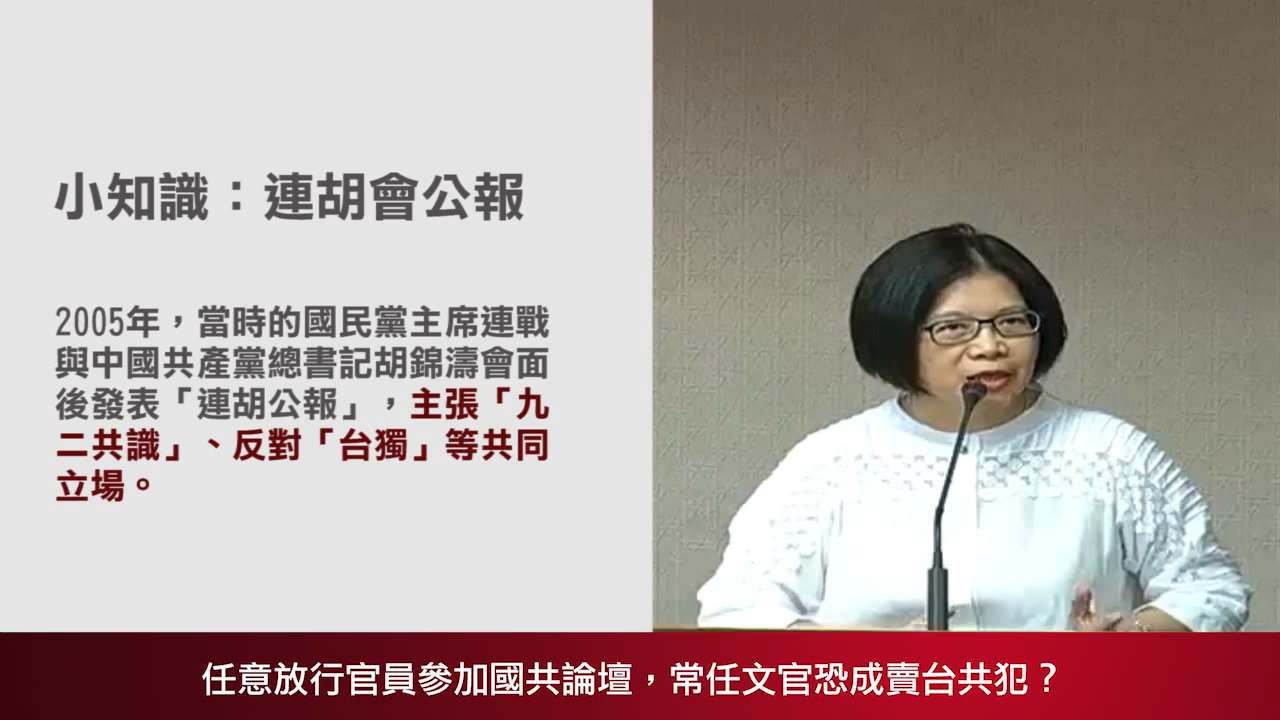 小知識：連胡會公報
2005年，當時的國民黨主席連戰
與中國共產黨總書記胡錦濤會面
後發表「連胡公報」，主張「九
二共識」、反對「台獨」等共同
立場。
任意放行官員參加國共論壇，常任文官恐成賣台共犯？